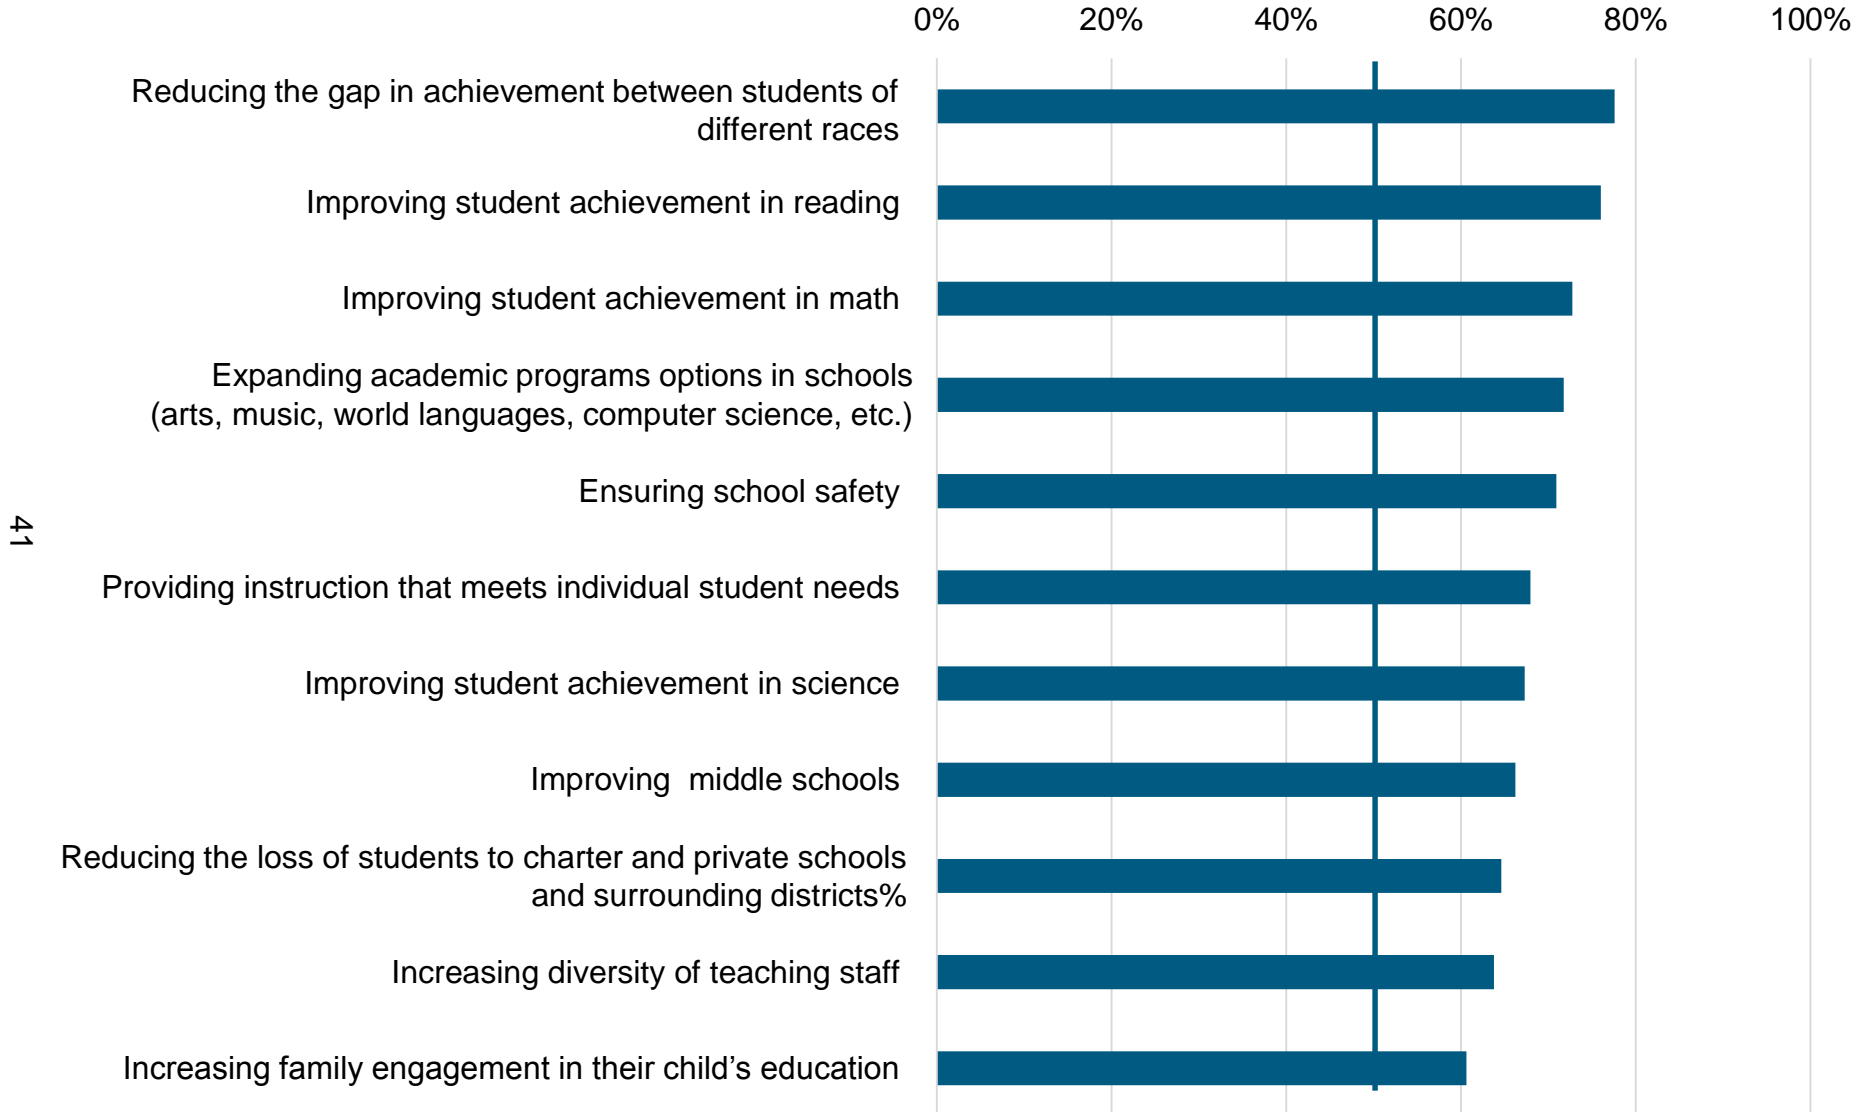 0% 20% 40% 60% 80% 100%
Reducing the gap in achievement between students of
different races
Improving student achievement in reading
Improving student achievement in math
Expanding academic programs options in schools
(arts, music, world languages, computer science, etc.)
Ensuring school safety
41
Providing instruction that meets individual student needs
Improving student achievement in science
Improving  middle schools
Reducing the loss of students to charter and private schools
and surrounding districts%
Increasing diversity of teaching staff
Increasing family engagement in their child’s education